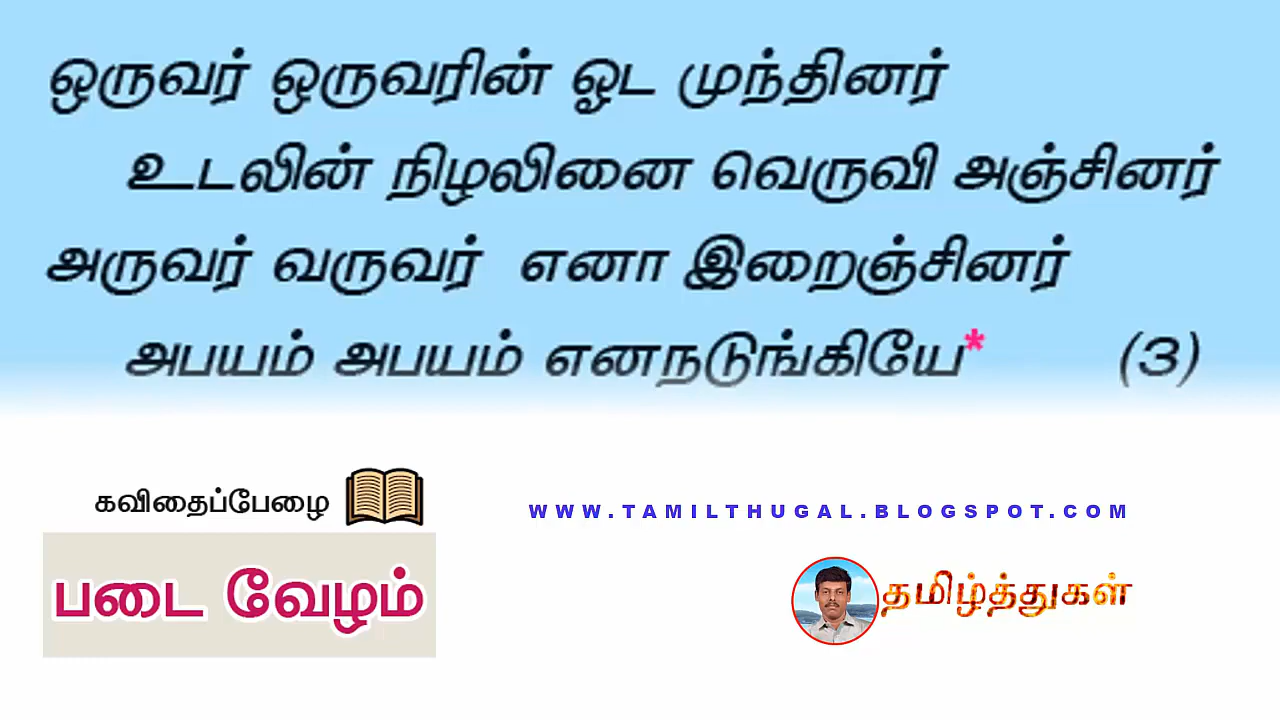 ஒருவர் ஒருவரின் ஓட முந்தினர்
உடலின் நிழலினை வெருவி அஞ்சினர்
அருவர் வருவர் எனா இறைஞ்சினர்
அபயம் அபயம் எனநடுங்கியே* (3)
கவிதைப்பேழை
படை வேழம்
WWW.TAMILTHUGAL.BLOGSPOT.COM
தமிழ்த்துகள்